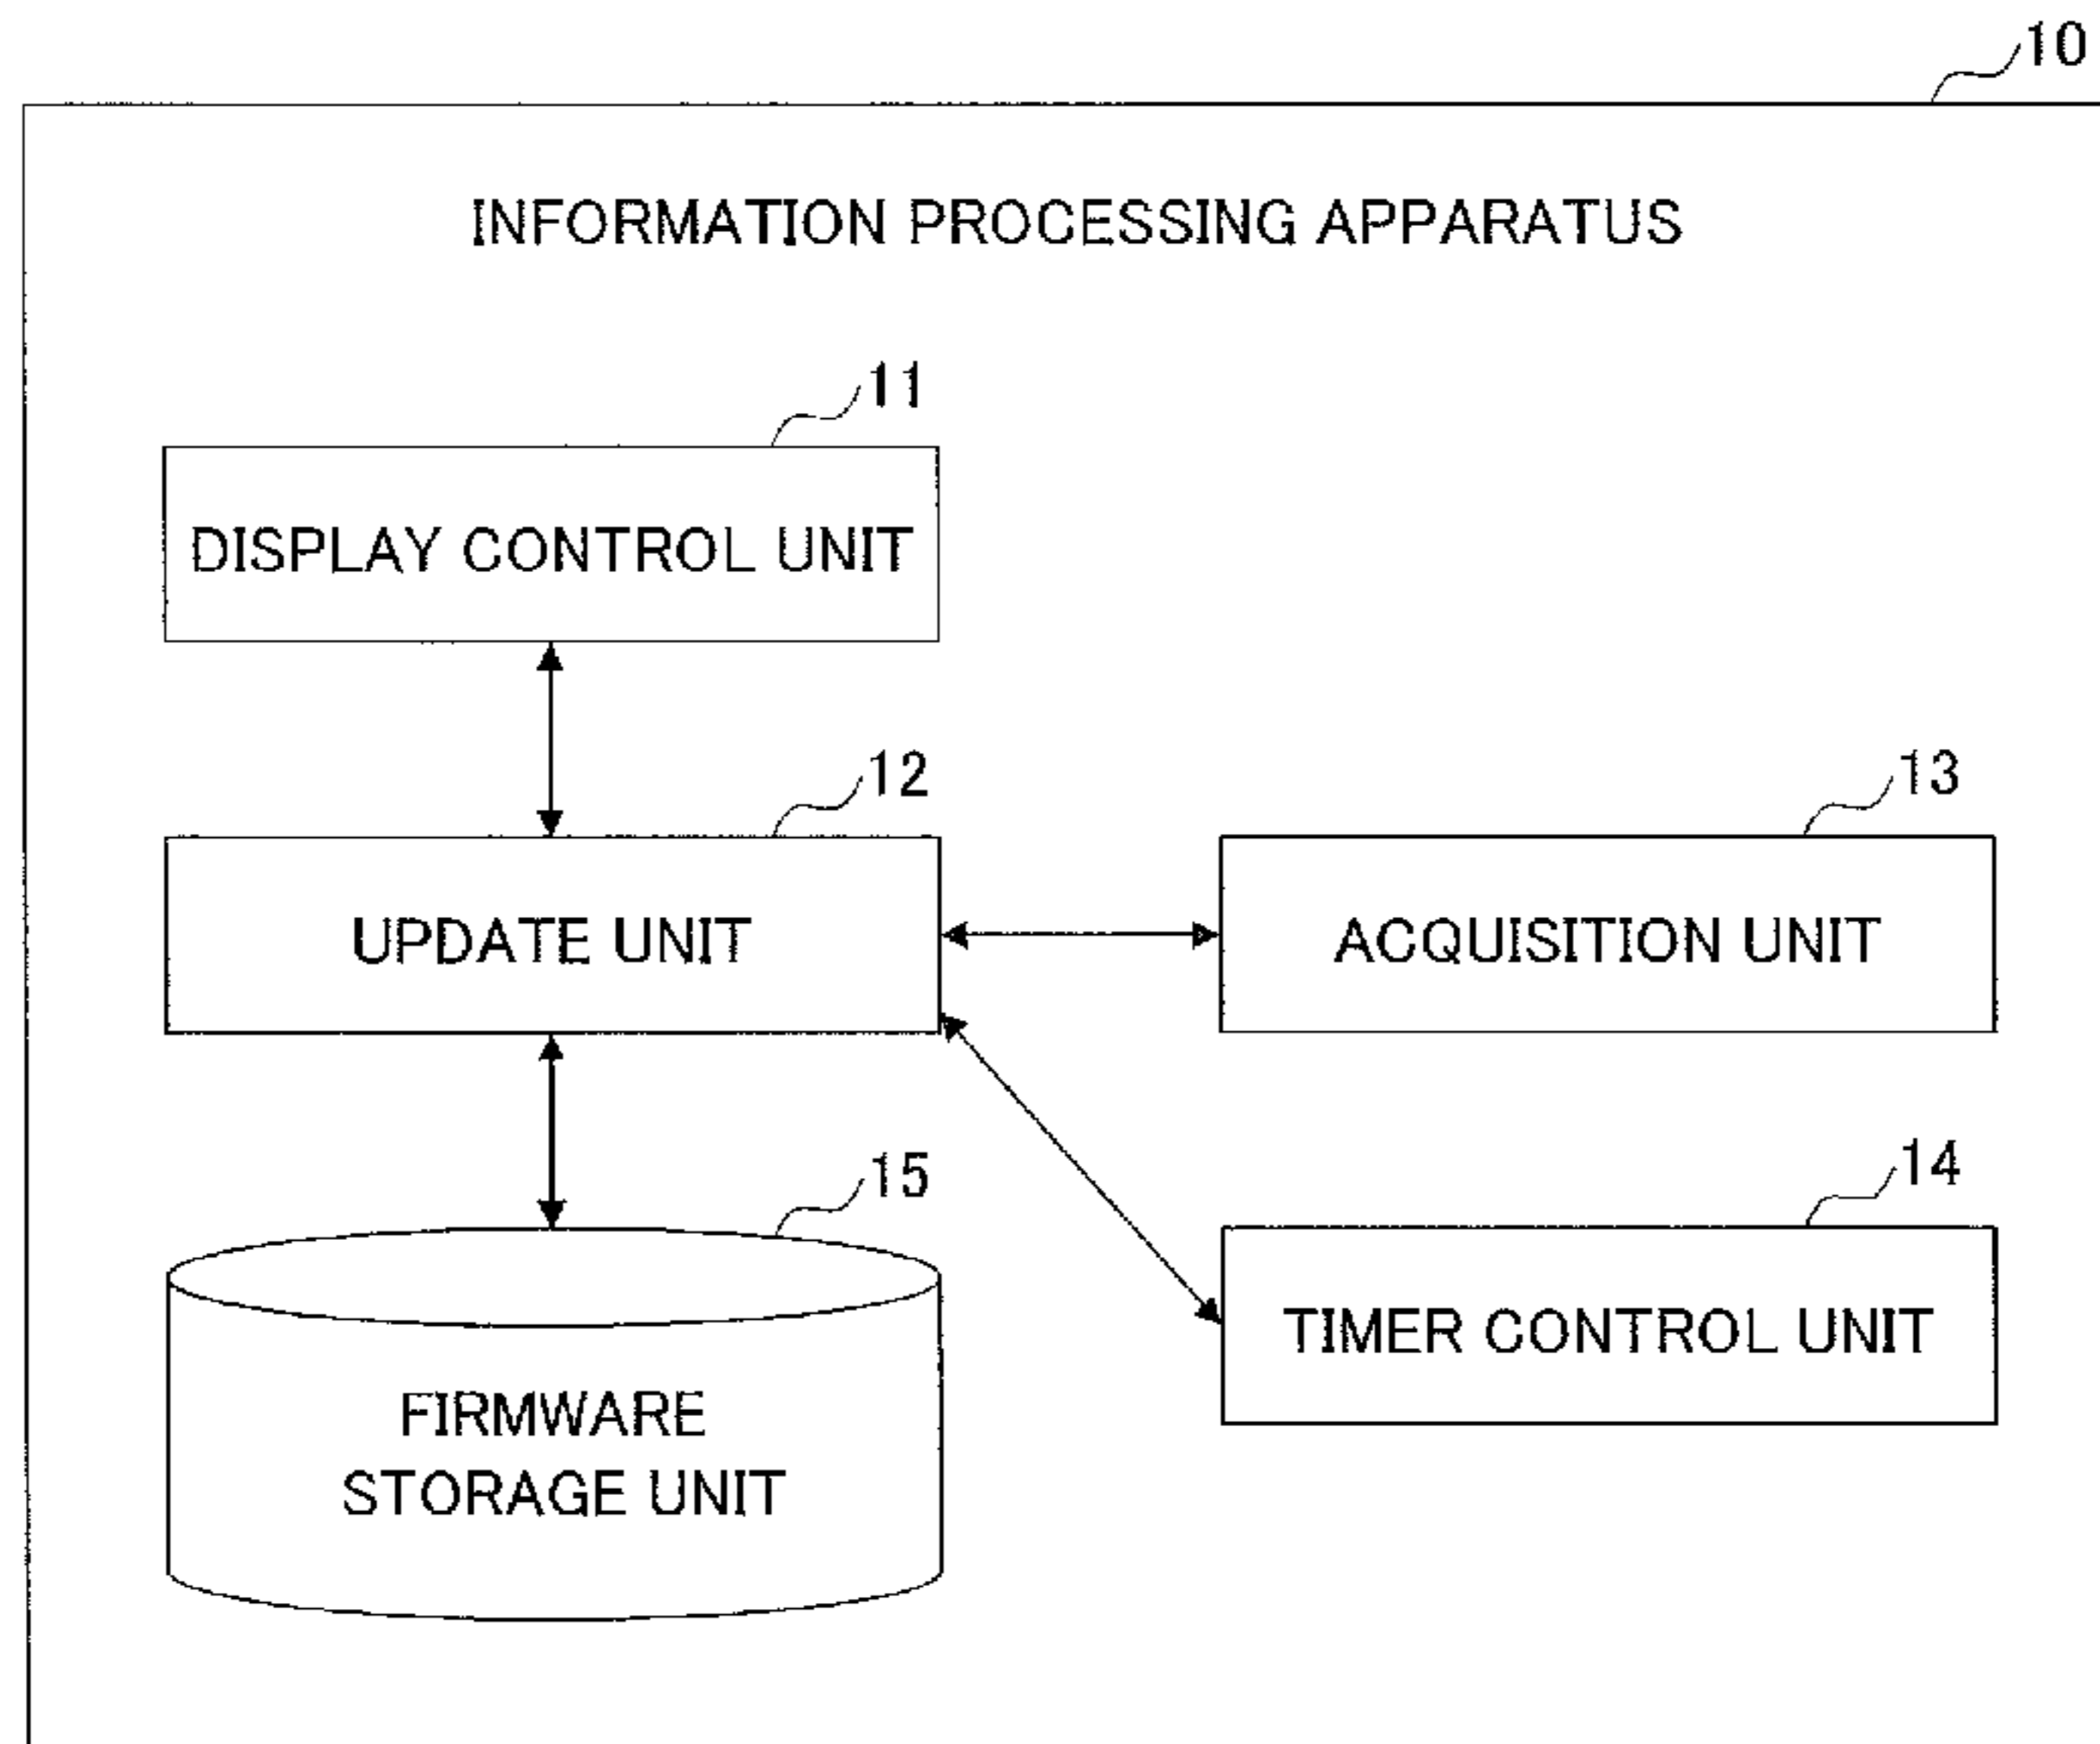 10
INFORMATION PROCESSING APPARATUS
11
DISPLAY CONTROL UNIT
12
UPDATE UNIT
13
ACQUISITION UNIT
14
TIMER CONTROL UNIT
15
FIRMWARE
STORAGE UNIT